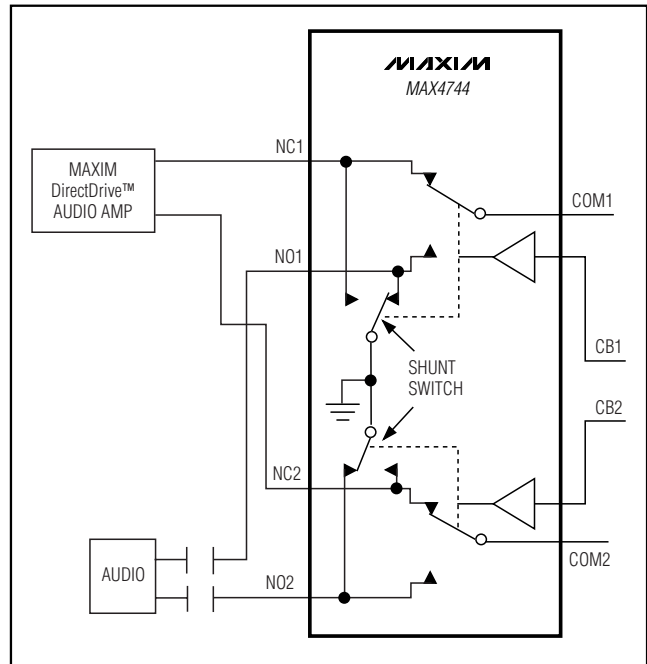 MAXIM
MAX4744
NC1
MAXIM
DirectDrive™
AUDIO AMP
COM1
NO1
CB1
SHUNT
SWITCH
CB2
NC2
COM2
AUDIO
NO2